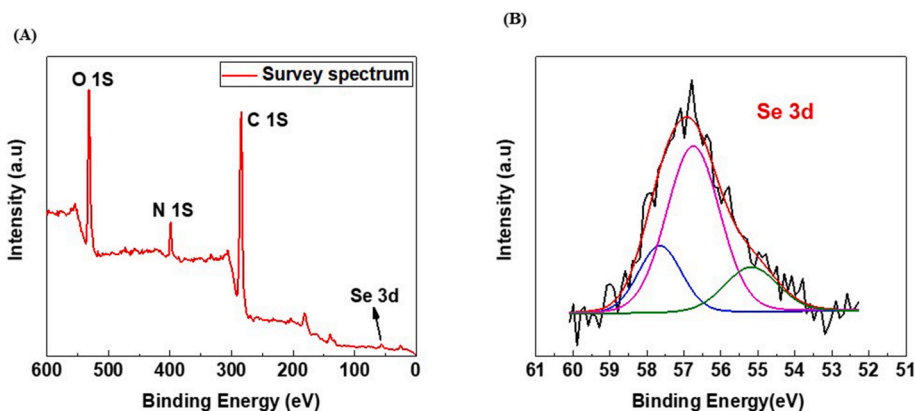 (A)
Survey spectrum
O 1S
C 1S
N 1S
Se 3d
Intensity (a.u)
600 500 400 300 200 100 0
Binding Energy (eV)
(B)
Se 3d
Intensity (a.u)
61 60 59 58 57 56 55 54 53 52 51
Binding Energy(eV)